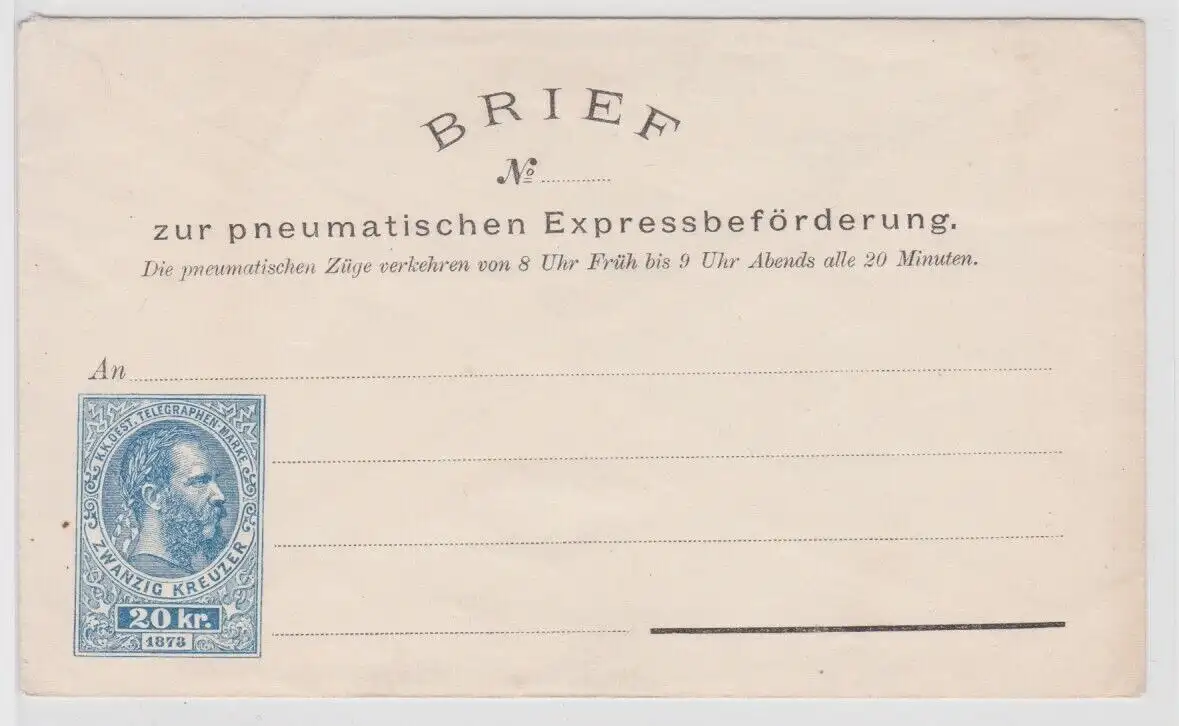 BRIEF
№
zur pneumatischen Expressbeförderung.
Die pneumatischen Züge verkehren von 8 Uhr Früh bis 9 Uhr Abends alle 20 Minuten.
An
KK.OEST. TELEGRAPHEN-MARKE
ZWANZIG KREUZER
20 kr.
1873